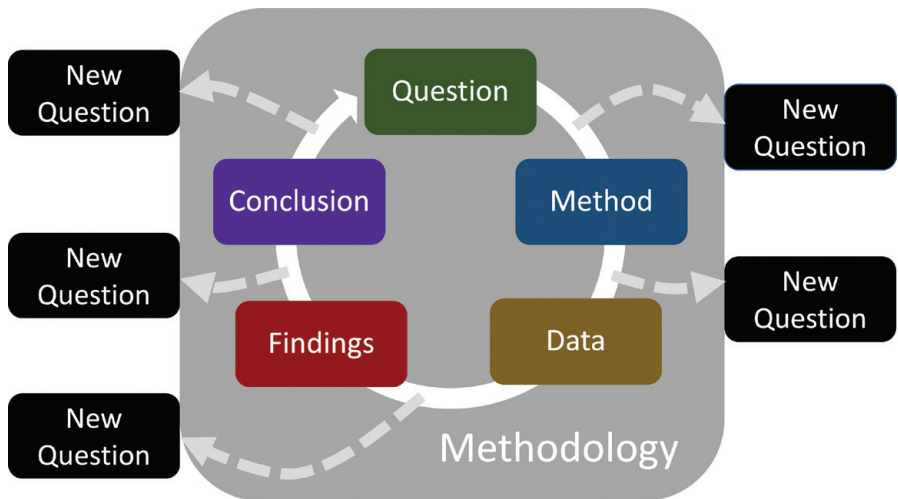 New
Question
Question
New
Question
Conclusion
Method
New
Question
New
Question
Findings
Data
New
Question
Methodology